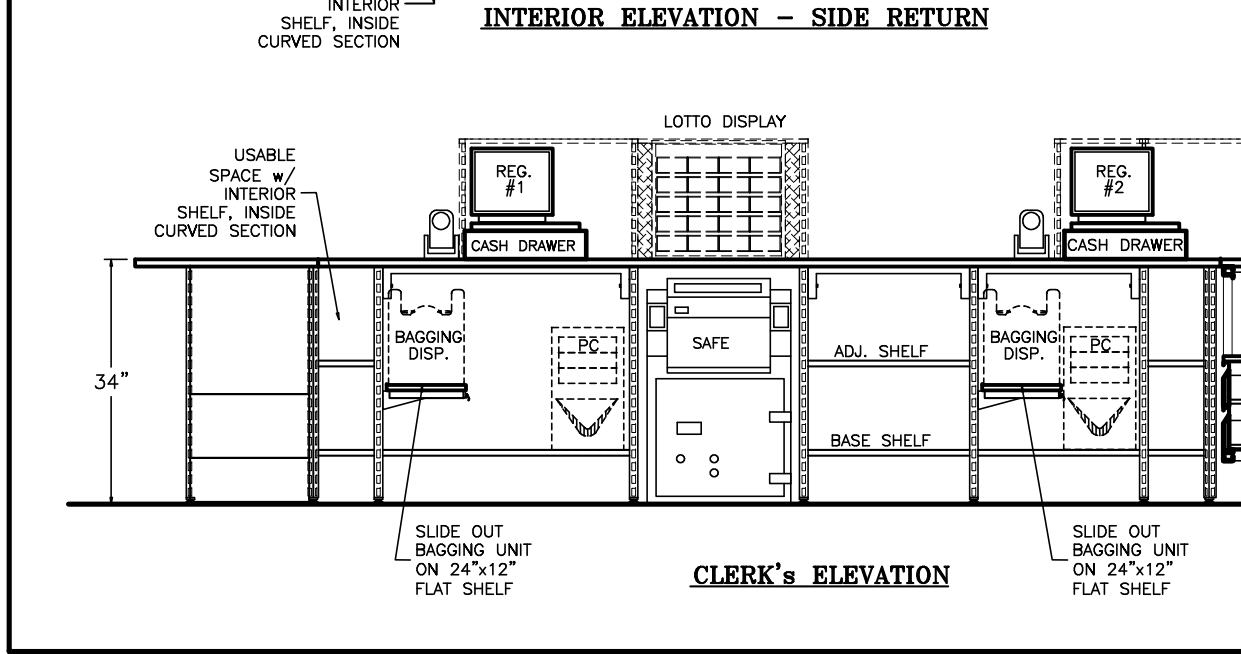 INTERIOR
SHELF, INSIDE
CURVED SECTION
INTERIOR ELEVATION - SIDE RETURN
LOTTO DISPLAY
USABLE
SPACE w/
INTERIOR
SHELF, INSIDE
CURVED SECTION
REG.
#1
CASH DRAWER
REG.
#2
CASH DRAWER
34"
BAGGING
DISP.
PC
SAFE
ADJ. SHELF
BASE SHELF
BAGGING
DISP.
PC
SLIDE OUT
BAGGING UNIT
ON 24"x12"
FLAT SHELF
CLERK's ELEVATION
SLIDE OUT
BAGGING UNIT
ON 24"x12"
FLAT SHELF